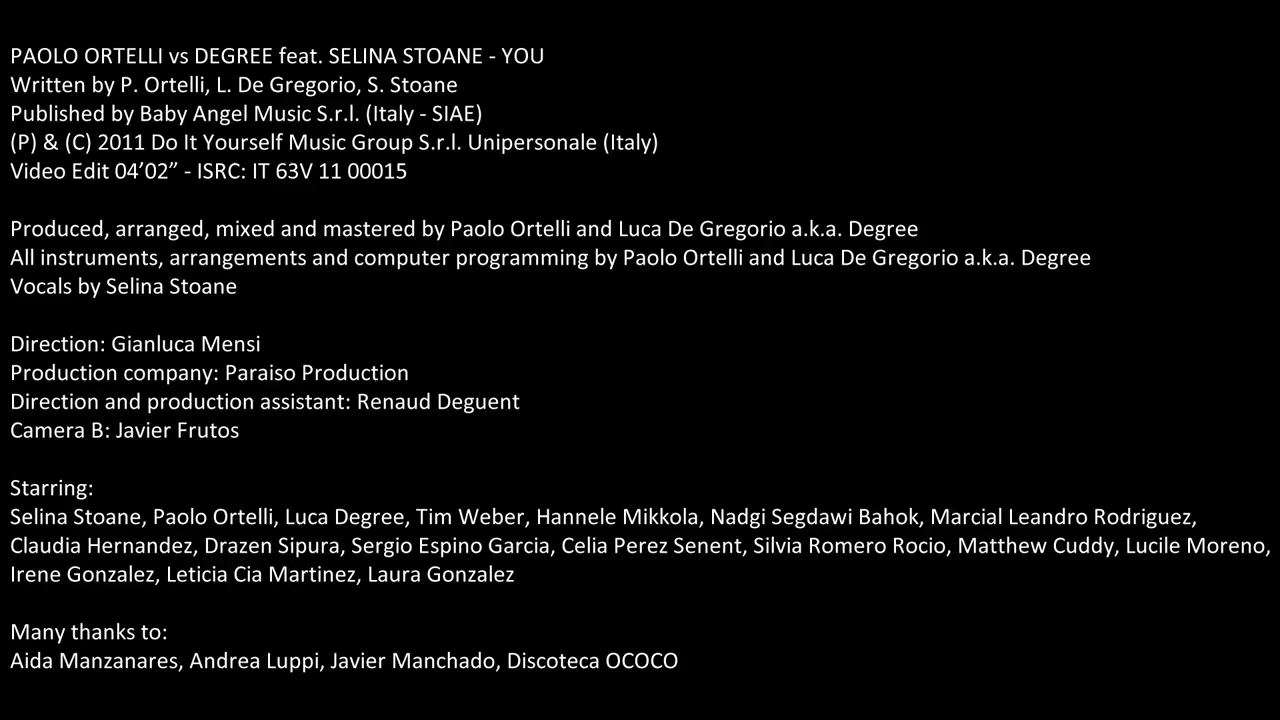 PAOLO ORTELLI vs DEGREE feat. SELINA STOANE - YOU
Written by P. Ortelli, L. De Gregorio, S. Stoane
Published by Baby Angel Music S.r.l. (Italy - SIAE)
(P) & (C) 2011 Do It Yourself Music Group S.r.l. Unipersonale (Italy)
Video Edit 04’02” - ISRC: IT 63V 11 00015
Produced, arranged, mixed and mastered by Paolo Ortelli and Luca De Gregorio a.k.a. Degree
All instruments, arrangements and computer programming by Paolo Ortelli and Luca De Gregorio a.k.a. Degree
Vocals by Selina Stoane
Direction: Gianluca Mensi
Production company: Paraiso Production
Direction and production assistant: Renaud Deguent
Camera B: Javier Frutos
Starring:
Selina Stoane, Paolo Ortelli, Luca Degree, Tim Weber, Hannele Mikkola, Nadgi Segdawi Bahok, Marcial Leandro Rodriguez,
Claudia Hernandez, Drazen Sipura, Sergio Espino Garcia, Celia Perez Senent, Silvia Romero Rocio, Matthew Cuddy, Lucile Moreno,
Irene Gonzalez, Leticia Cia Martinez, Laura Gonzalez
Many thanks to:
Aida Manzanares, Andrea Luppi, Javier Manchado, Discoteca OCOCO